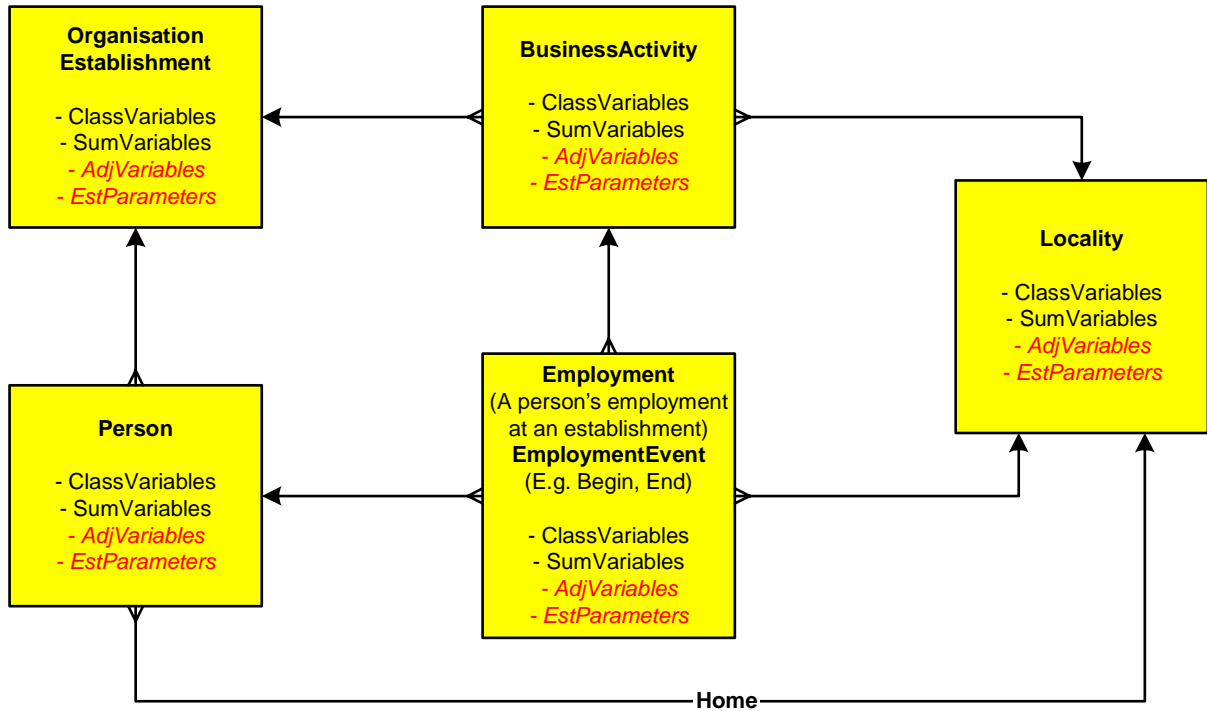 Organisation
Establishment
- ClassVariables
- SumVariables
- AdjVariables
- EstParameters
BusinessActivity
- ClassVariables
- SumVariables
- AdjVariables
- EstParameters
Locality
- ClassVariables
- SumVariables
- AdjVariables
- EstParameters
Person
- ClassVariables
- SumVariables
- AdjVariables
- EstParameters
Employment
(A person's employment
at an establishment)
EmploymentEvent
(E.g. Begin, End)
- ClassVariables
- SumVariables
- AdjVariables
- EstParameters
Home